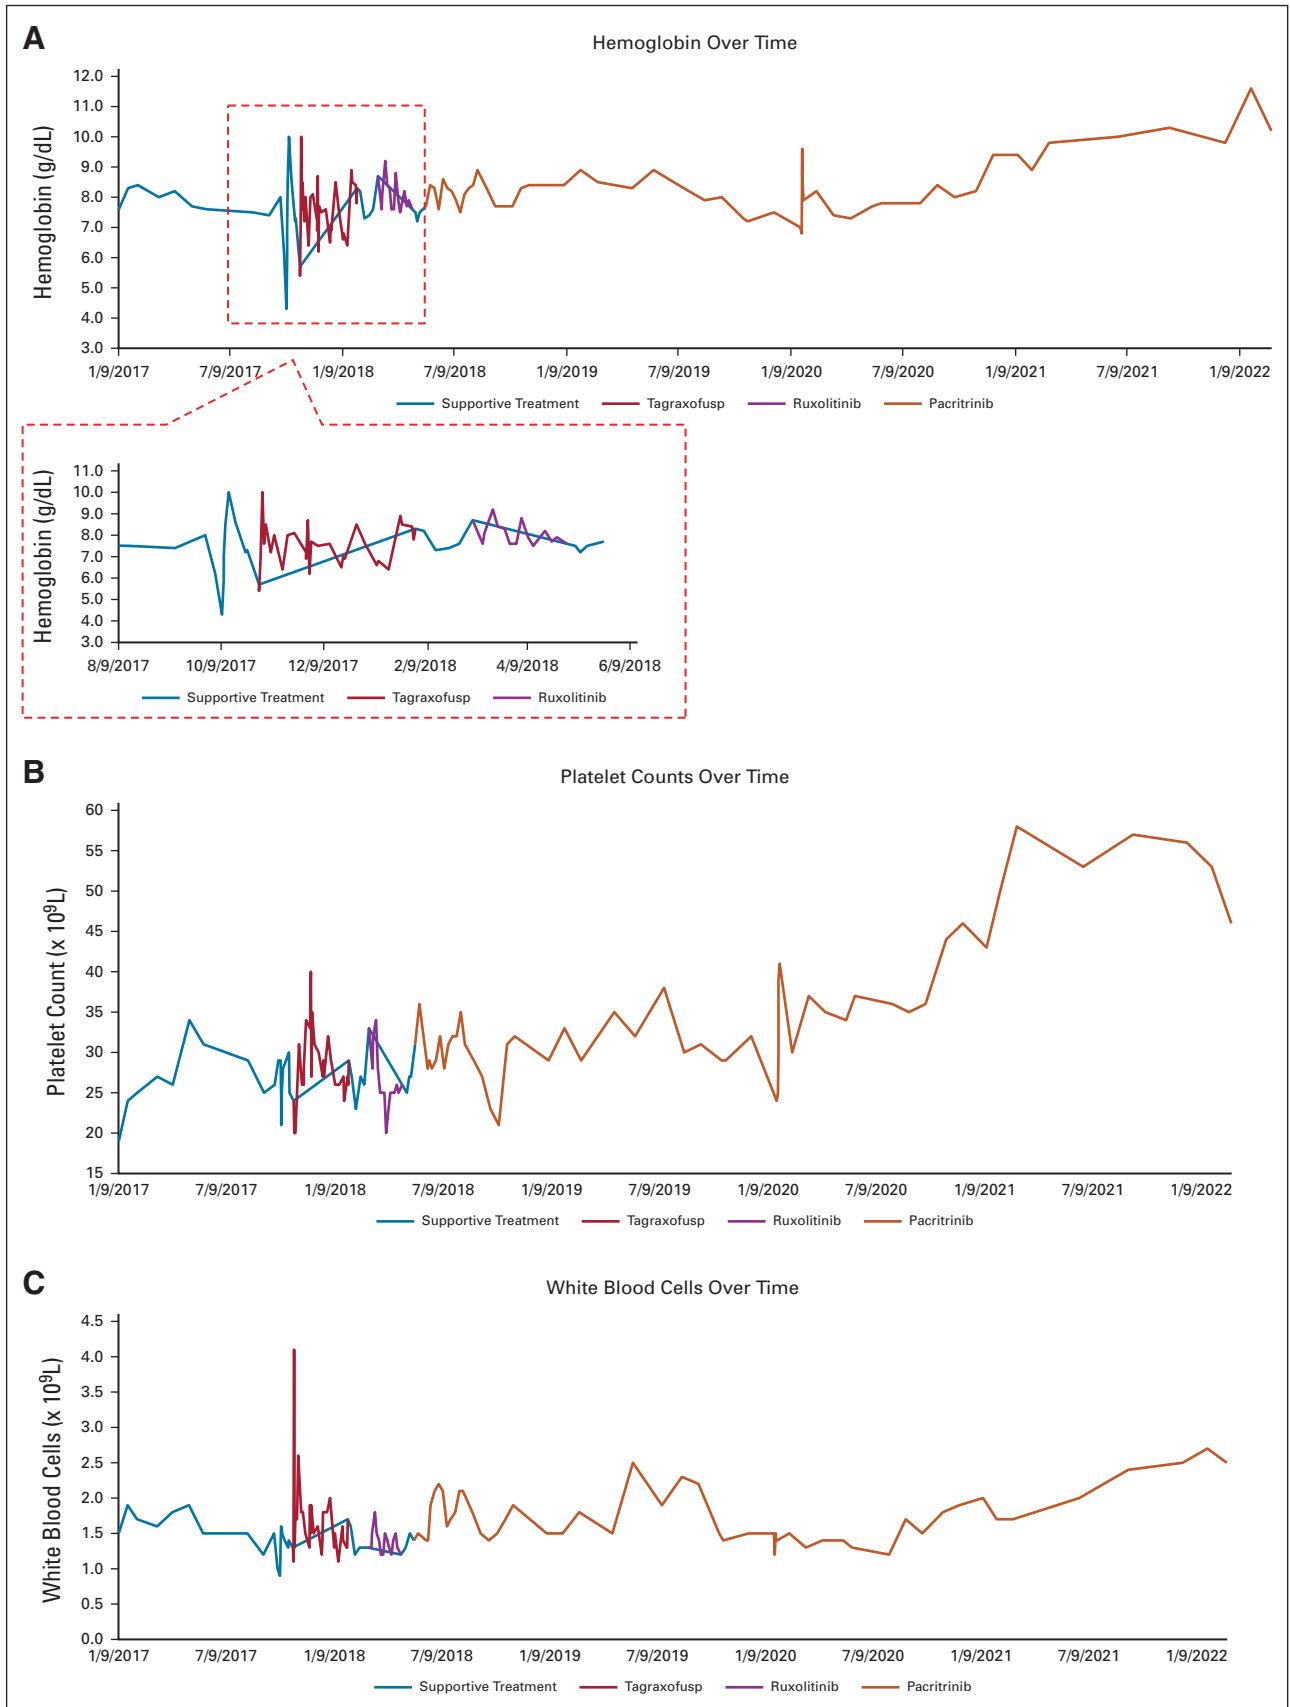 A
Hemoglobin Over Time
Hemoglobin (g/dL)
12.0
11.0
10.0
9.0
8.0
7.0
6.0
5.0
4.0
3.0
1/9/2017 7/9/2017 1/9/2018 7/9/2018 1/9/2019 7/9/2019 1/9/2020 7/9/2020 1/9/2021 7/9/2021 1/9/2022
Supportive Treatment Tagraxofusp Ruxolitinib Pacritrinib
Hemoglobin (g/dL)
11.0
10.0
9.0
8.0
7.0
6.0
5.0
4.0
3.0
8/9/2017 10/9/2017 12/9/2017 2/9/2018 4/9/2018 6/9/2018
Supportive Treatment Tagraxofusp Ruxolitinib
B
Platelet Counts Over Time
Platelet Count (x 10⁹L)
60
55
50
45
40
35
30
25
20
15
1/9/2017 7/9/2017 1/9/2018 7/9/2018 1/9/2019 7/9/2019 1/9/2020 7/9/2020 1/9/2021 7/9/2021 1/9/2022
Supportive Treatment Tagraxofusp Ruxolitinib Pacritrinib
C
White Blood Cells Over Time
White Blood Cells (x 10⁹L)
4.5
4.0
3.5
3.0
2.5
2.0
1.5
1.0
0.5
0.0
1/9/2017 7/9/2017 1/9/2018 7/9/2018 1/9/2019 7/9/2019 1/9/2020 7/9/2020 1/9/2021 7/9/2021 1/9/2022
Supportive Treatment Tagraxofusp Ruxolitinib Pacritrinib